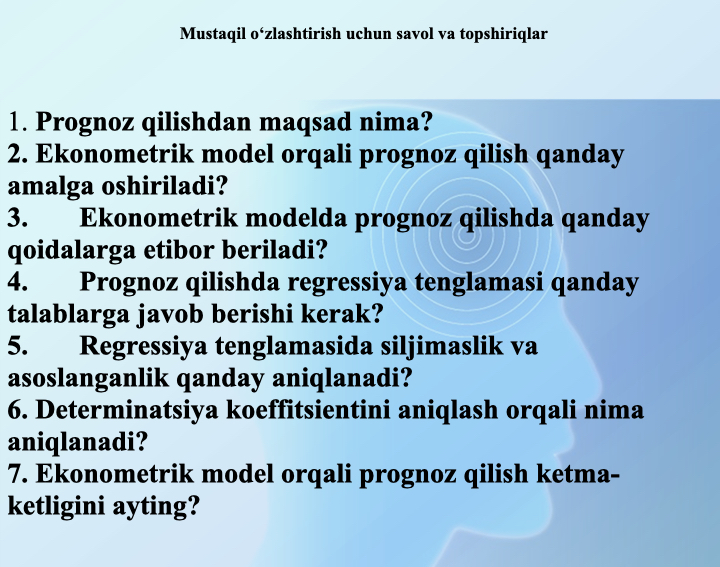 Mustaqil o‘zlashtirish uchun savol va topshiriqlar
1. Prognoz qilishdan maqsad nima?
2. Ekonometrik model orqali prognoz qilish qanday
amalga oshiriladi?
3. Ekonometrik modelda prognoz qilishda qanday
qoidalarga etibor beriladi?
4. Prognoz qilishda regressiya tenglamasi qanday
talablarga javob berishi kerak?
5. Regressiya tenglamasida siljimaslik va
asoslanganlik qanday aniqlanadi?
6. Determinatsiya koeffitsientini aniqlash orqali nima
aniqlanadi?
7. Ekonometrik model orqali prognoz qilish ketma-
ketligini ayting?